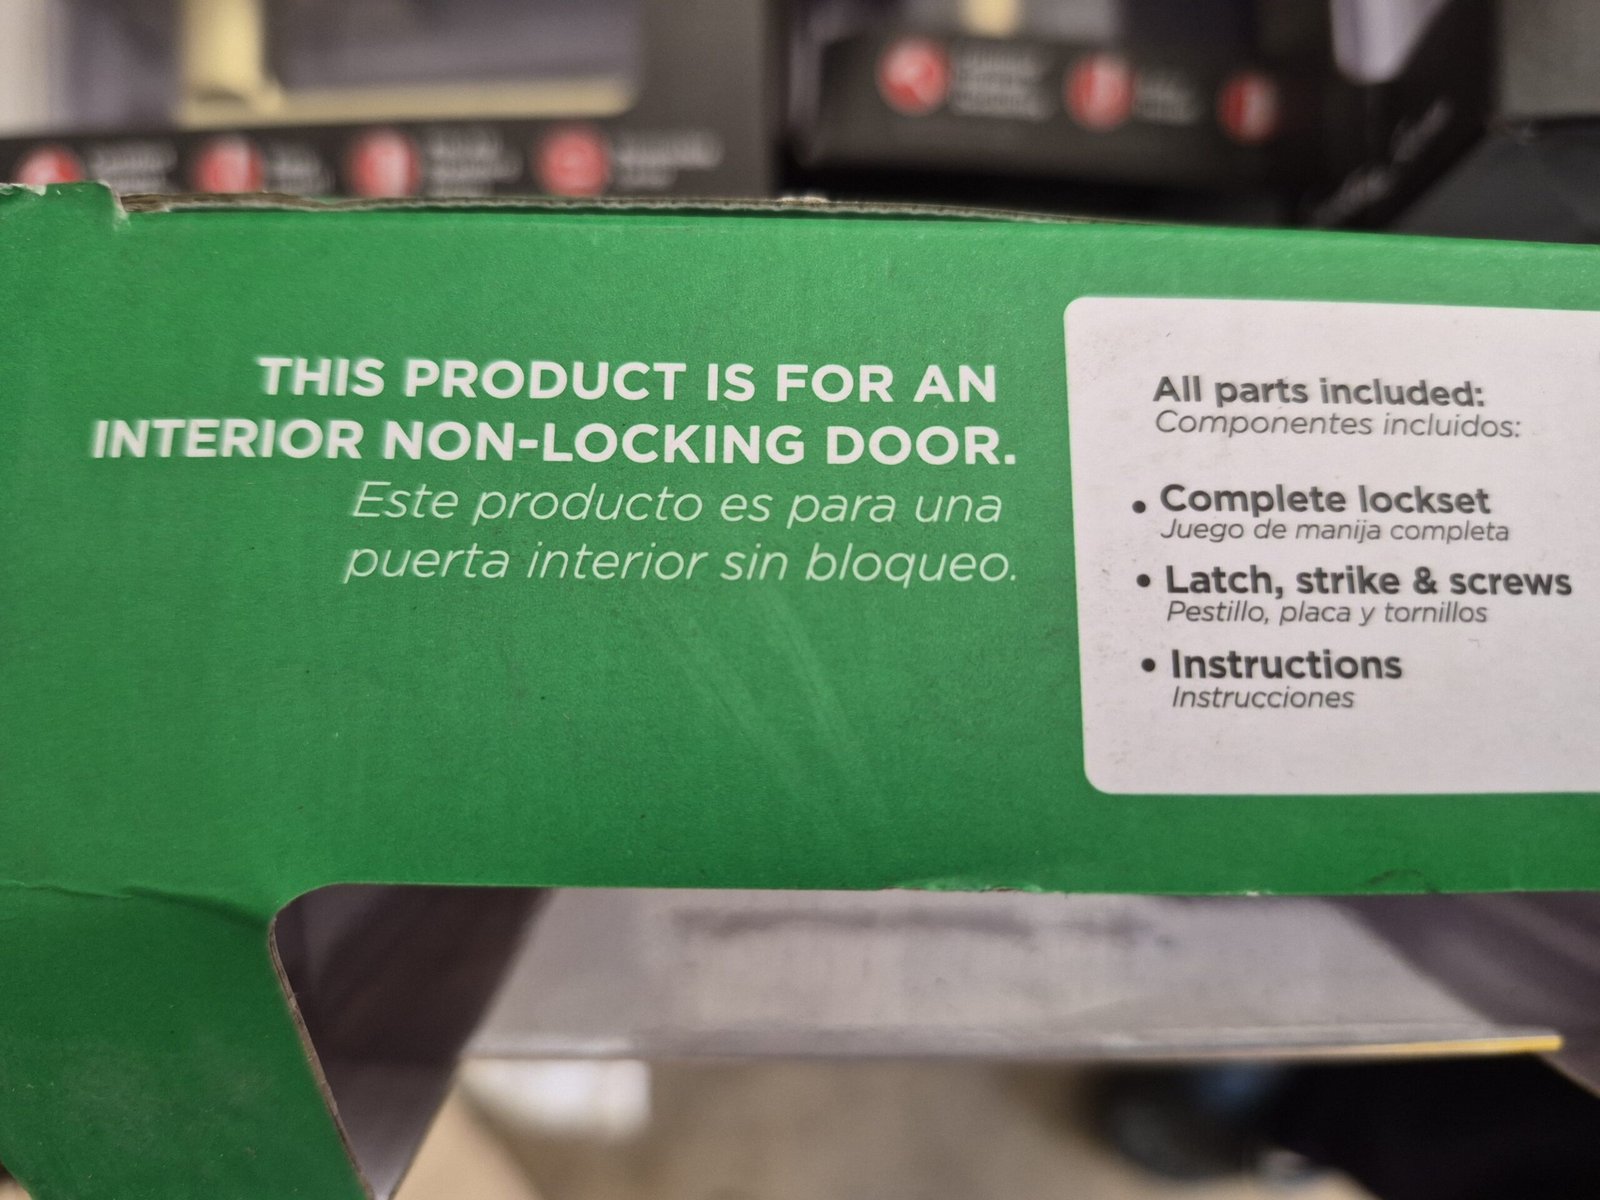 THIS PRODUCT IS FOR AN
INTERIOR NON-LOCKING DOOR.
Este producto es para una
puerta interior sin bloqueo.
All parts included:
Componentes incluidos:
• Complete lockset
Juego de manija completa
• Latch, strike & screws
Pestillo, placa y tornillos
• Instructions
Instrucciones